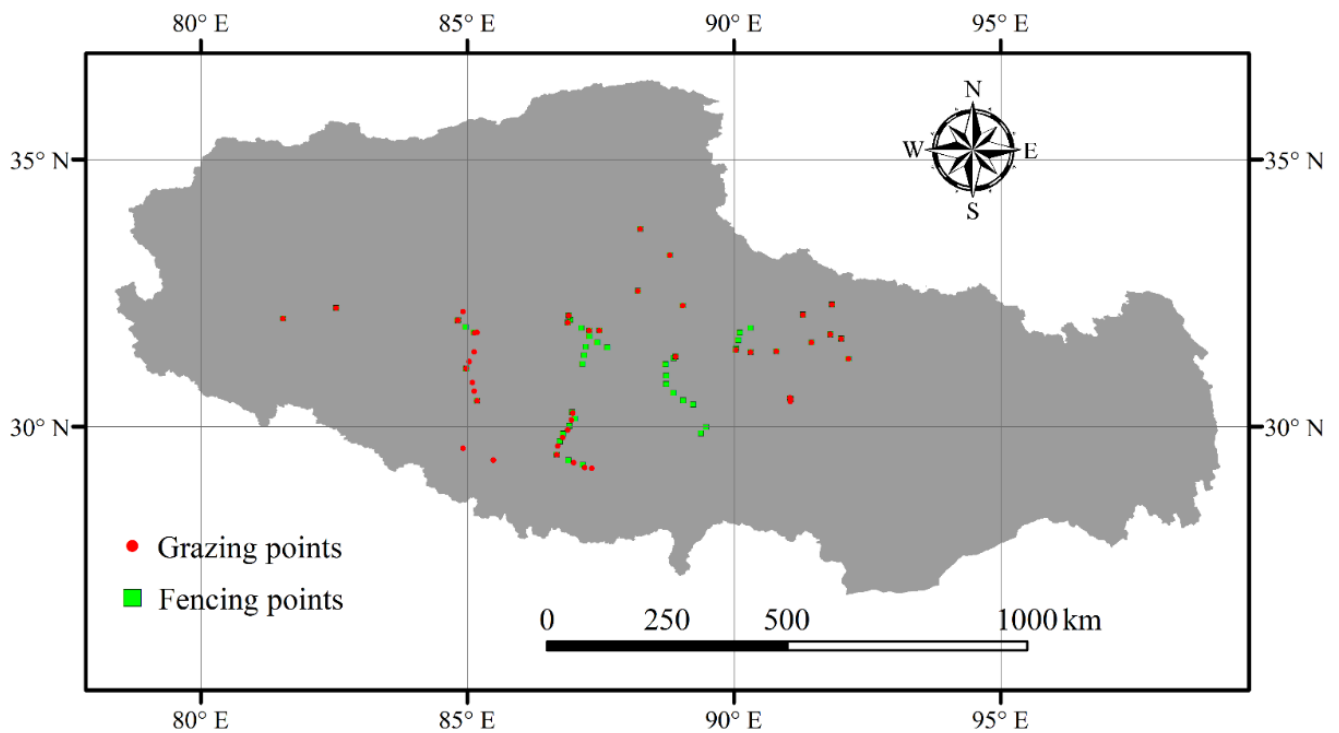 80° E 85° E 90° E 95° E
N
35° N W E 35° N
S
30° N 30° N
Grazing points
Fencing points
0 250 500 1000 km
80° E 85° E 90° E 95° E